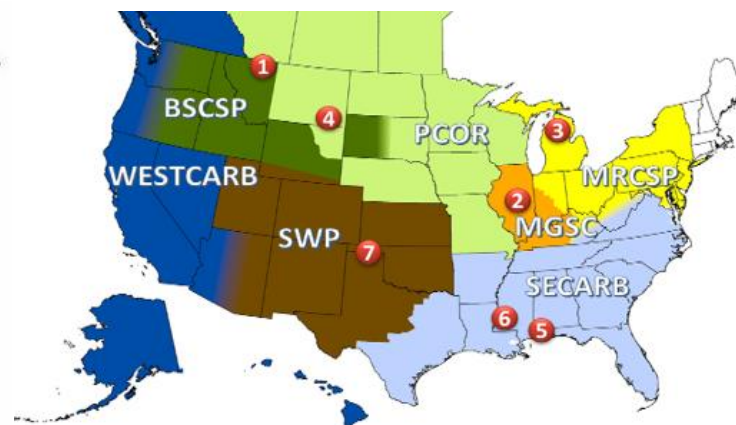 1
BSCSP
4
PCOR
3
WESTCARB
MRCSP
2
MGSC
SWP
7
SECARB
6
5